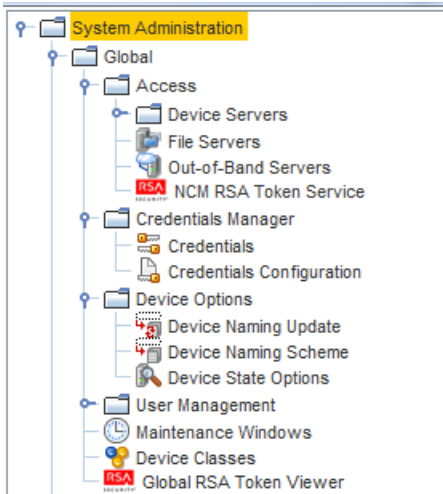 System Administration
Global
Access
Device Servers
File Servers
Out-of-Band Servers
RSA SECURITY NCM RSA Token Service
Credentials Manager
Credentials
Credentials Configuration
Device Options
Device Naming Update
Device Naming Scheme
Device State Options
User Management
Maintenance Windows
Device Classes
RSA SECURITY Global RSA Token Viewer